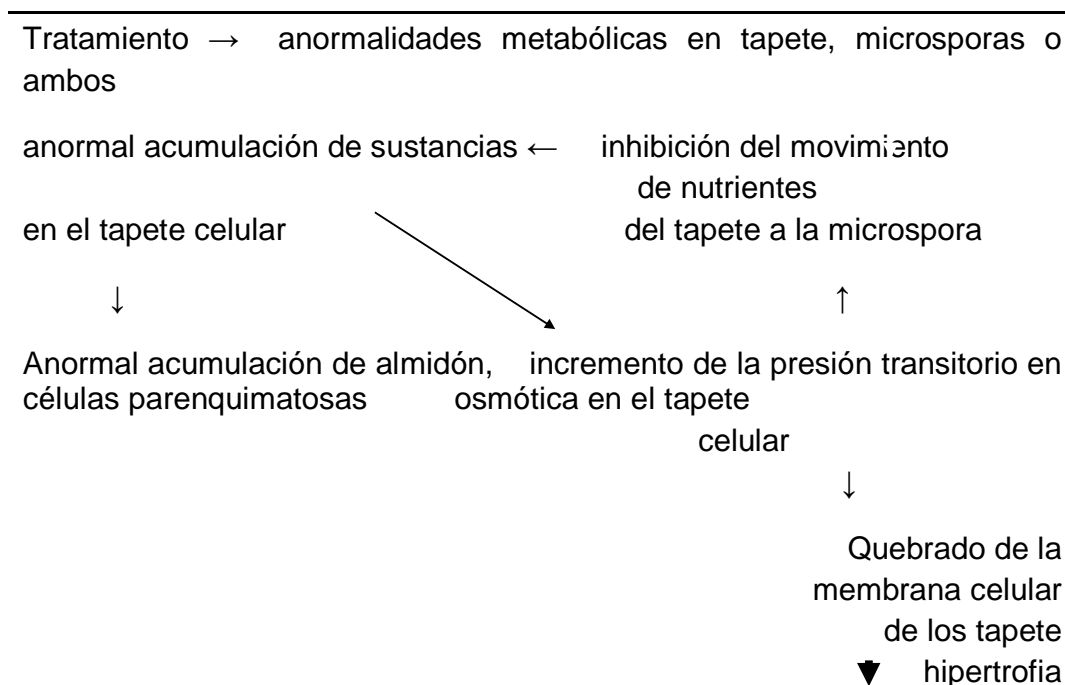 Tratamiento → anormalidades metabólicas en tapete, microsporas o
ambos
anormal acumulación de sustancias ← inhibición del movimiento
de nutrientes
en el tapete celular del tapete a la microspora
↓ ↑
Anormal acumulación de almidón, incremento de la presión transitorio en
células parenquimatosas osmótica en el tapete
celular
↓
Quebrado de la
membrana celular
de los tapete
▼ hipertrofia